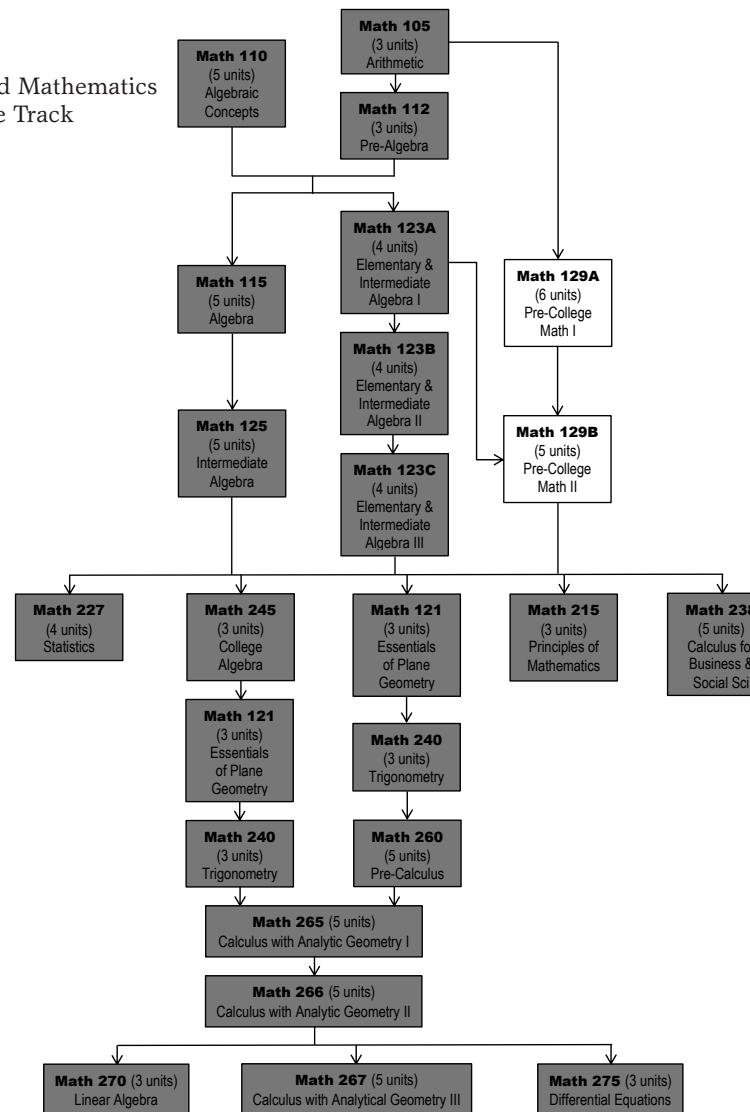 d Mathematics
e Track
Math 110
(5 units)
Algebraic
Concepts
Math 105
(3 units)
Arithmetic
Math 112
(3 units)
Pre-Algebra
Math 115
(5 units)
Algebra
Math 123A
(4 units)
Elementary &
Intermediate
Algebra I
Math 129A
(6 units)
Pre-College
Math I
Math 123B
(4 units)
Elementary &
Intermediate
Algebra II
Math 125
(5 units)
Intermediate
Algebra
Math 123C
(4 units)
Elementary &
Intermediate
Algebra III
Math 129B
(5 units)
Pre-College
Math II
Math 227
(4 units)
Statistics
Math 245
(3 units)
College
Algebra
Math 121
(3 units)
Essentials
of Plane
Geometry
Math 215
(3 units)
Principles of
Mathematics
Math 238
(5 units)
Calculus fo
Business &
Social Sci
Math 121
(3 units)
Essentials
of Plane
Geometry
Math 240
(3 units)
Trigonometry
Math 240
(3 units)
Trigonometry
Math 260
(5 units)
Pre-Calculus
Math 265 (5 units)
Calculus with Analytic Geometry I
Math 266 (5 units)
Calculus with Analytic Geometry II
Math 270 (3 units)
Linear Algebra
Math 267 (5 units)
Calculus with Analytical Geometry III
Math 275 (3 units)
Differential Equations